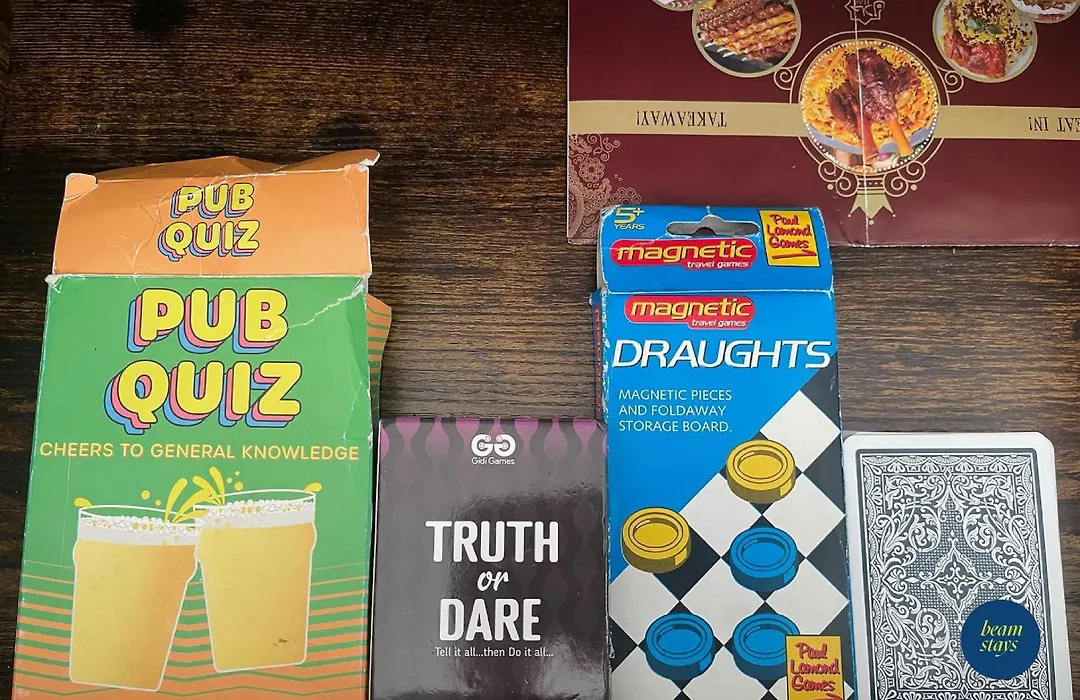 PUB
QUIZ
PUB
QUIZ
CHEERS TO GENERAL KNOWLEDGE
Gidi Games
TRUTH
or
DARE
Tell it all...then Do it all...
5+
YEARS
magnetic
travel games
Paul
Lamond
Games
magnetic
travel games
DRAUGHTS
MAGNETIC PIECES
AND FOLDAWAY
STORAGE BOARD.
Paul
Lamond
Games
TAKEAWAY!
EAT IN!
beam
stays